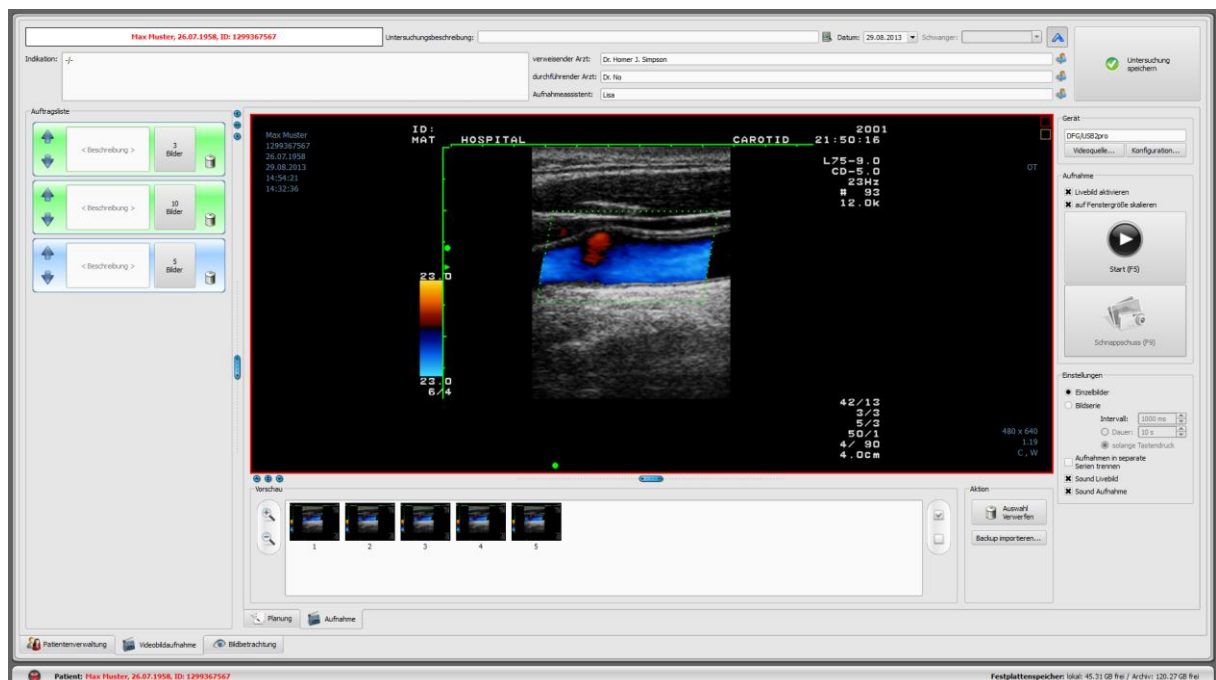 Max Muster, 26.07.1958, ID: 1299367567
Untersuchungsbeschreibung:
Datum: 29.08.2013
Schwanger:
Untersuchung speichern
Indikation: -/-
verweisender Arzt: Dr. Homer J. Simpson
durchführender Arzt: Dr. No
Aufnahmeassistent: Lisa
Auftragsliste
< Beschreibung >
3 Bilder
< Beschreibung >
10 Bilder
< Beschreibung >
5 Bilder
Max Muster
1299367567
26.07.1958
29.08.2013
14:54:21
14:32:36
ID:
MAT HOSPITAL CAROTID
2001
21:50:16
L75-9.0
CD-5.0
23Hz
# 93
12.0k
OT
23.0
23.0
6/4
42/13
3/3
5/3
50/1
4/ 90
4.0cm
480 x 640
1.19
C , W
Gerät
DFG/USB2pro
Videoquelle... Konfiguration...
Aufnahme
Livebild aktivieren
auf Fenstergröße skalieren
Start (F5)
Schnappschuss (F9)
Einstellungen
Einzelbilder
Bildserie
Intervall: 1000 ms
Dauer: 10 s
solange Tastendruck
Aufnahmen in separate
Serien trennen
Sound Livebild
Sound Aufnahme
Vorschau
1 2 3 4 5
Aktion
Auswahl
Verwerfen
Backup importieren...
Planung Aufnahme
Patientenverwaltung Videobildaufnahme Bildbetrachtung
Patient: Max Muster, 26.07.1958, ID: 1299367567
Festplattenspeicher: lokal: 45.31 GB frei / Archiv: 120.27 GB frei